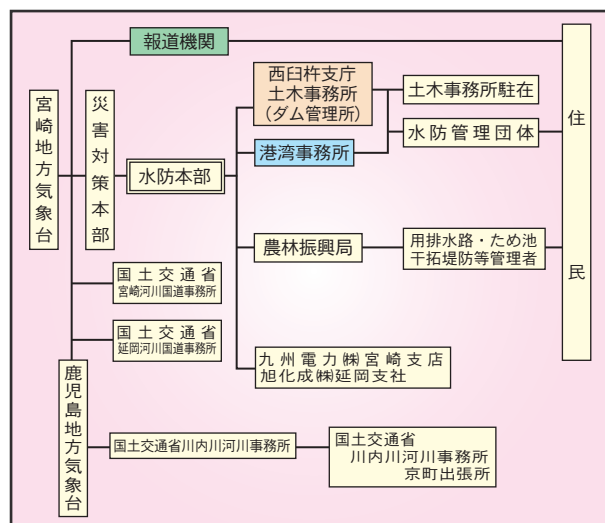 報道機関
宮崎地方気象台
災害対策本部
水防本部
西臼杵支庁
土木事務所
（ダム管理所）
港湾事務所
土木事務所駐在
水防管理団体
住民
農林振興局
用排水路・ため池
干拓堤防等管理者
国土交通省
宮崎河川国道事務所
国土交通省
延岡河川国道事務所
九州電力㈱宮崎支店
旭化成㈱延岡支社
鹿児島地方気象台
国土交通省川内川河川事務所
国土交通省
川内川河川事務所
京町出張所